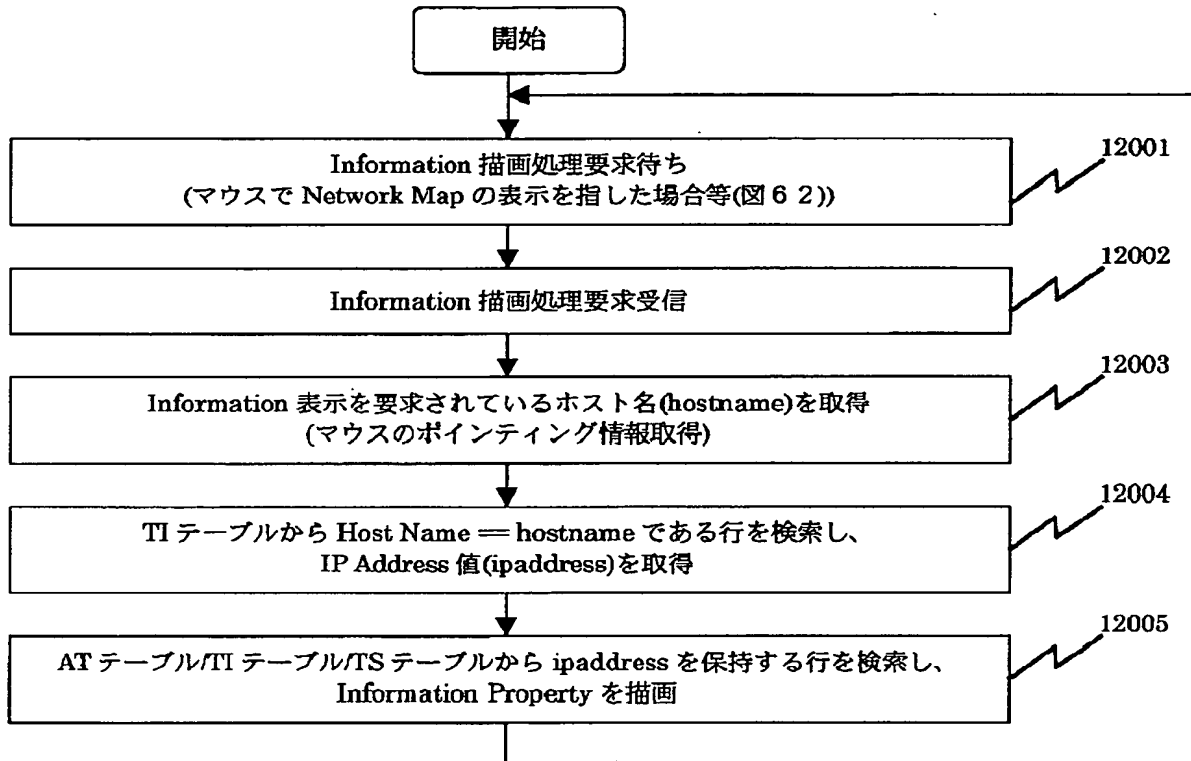 開始
Information 描画処理要求待ち
(マウスで Network Map の表示を指した場合等(図６２))
12001
Information 描画処理要求受信
12002
Information 表示を要求されているホスト名(hostname)を取得
(マウスのポインティング情報取得)
12003
TI テーブルから Host Name == hostname である行を検索し、
IP Address 値(ipaddress)を取得
12004
AT テーブル/TI テーブル/TS テーブルから ipaddress を保持する行を検索し、
Information Property を描画
12005